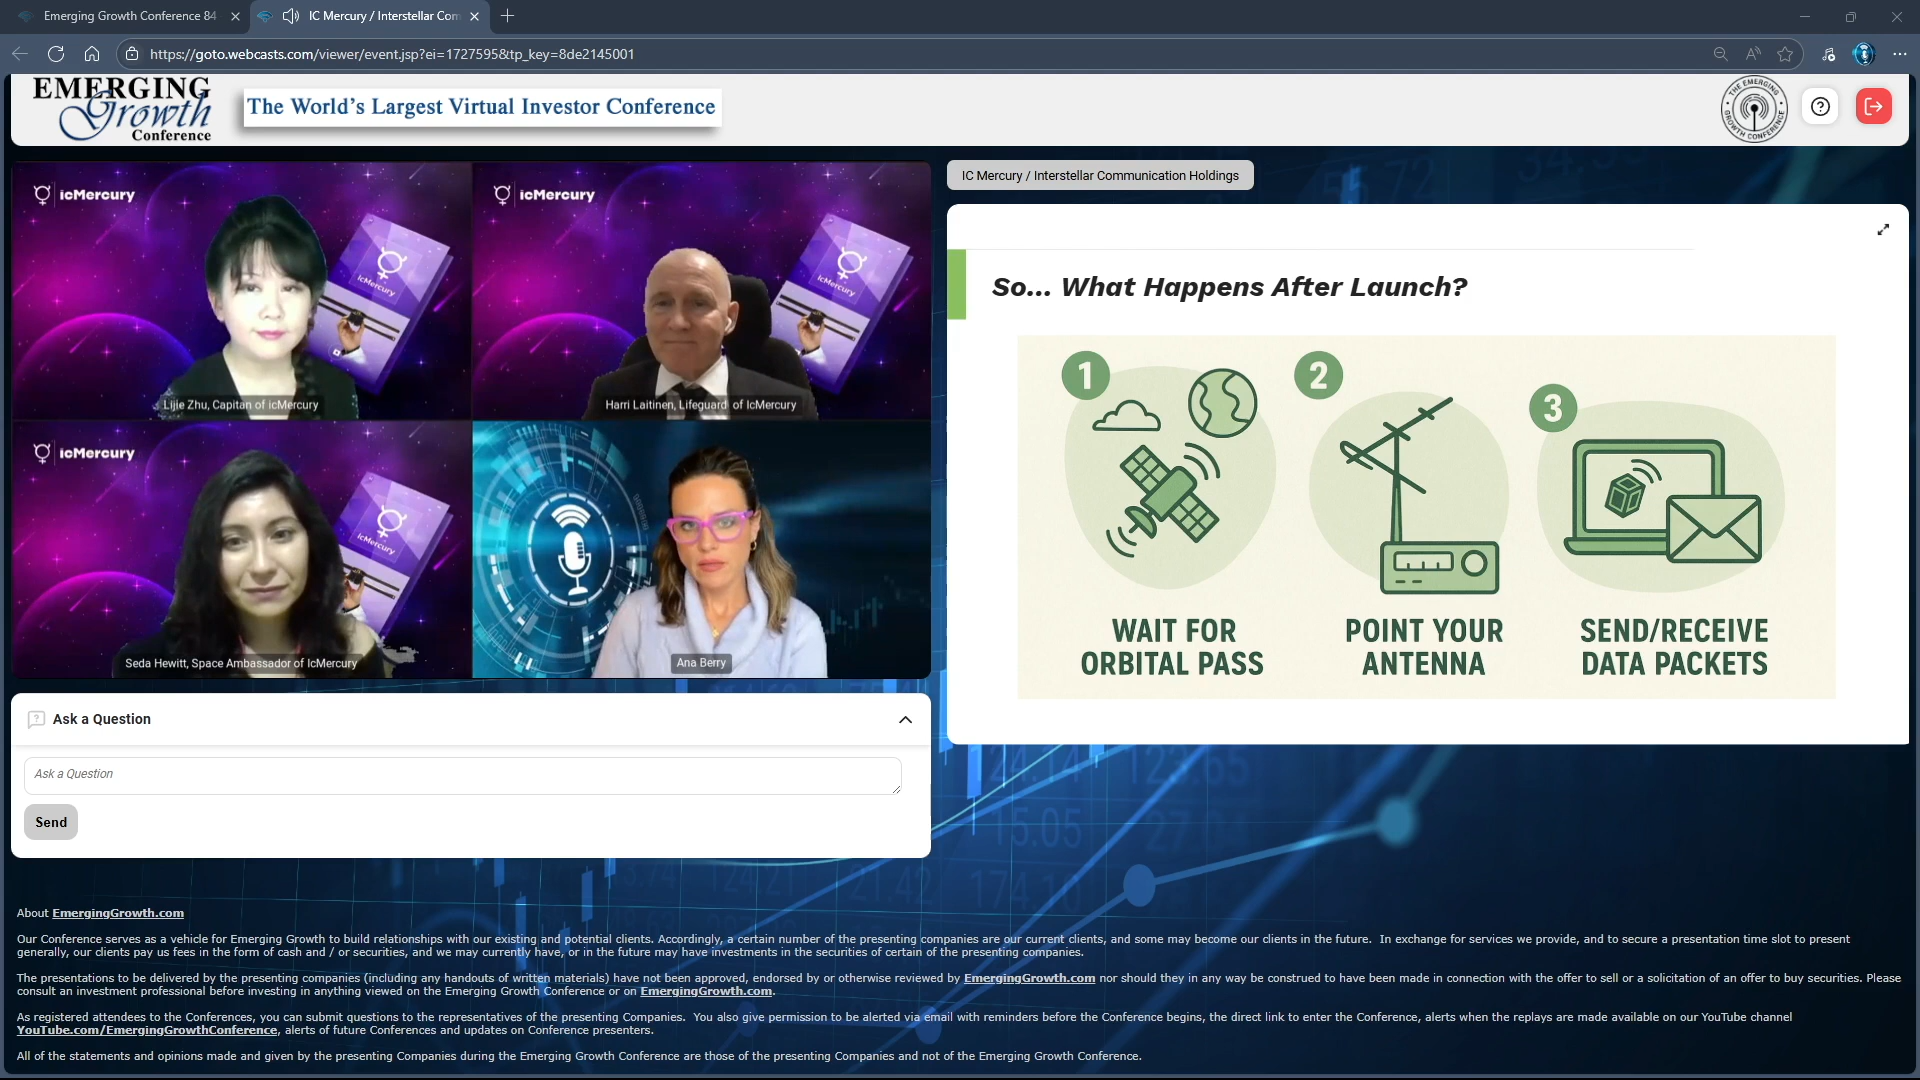 Emerging Growth Conference 84
IC Mercury / Interstellar Com
https://goto.webcasts.com/viewer/event.jsp?ei=1727595&tp_key=8de2145001
EMERGING
Growth
Conference
The World's Largest Virtual Investor Conference
THE EMERGING
GROWTH CONFERENCE
icMercury
icMercury
Lijie Zhu, Capitan of icMercury
icMercury
icMercury
Harri Laitinen, Lifeguard of IcMercury
icMercury
icMercury
Seda Hewitt, Space Ambassador of IcMercury
Ana Berry
IC Mercury / Interstellar Communication Holdings
So... What Happens After Launch?
1
2
3
WAIT FOR
ORBITAL PASS
POINT YOUR
ANTENNA
SEND/RECEIVE
DATA PACKETS
Ask a Question
Ask a Question
Send
About EmergingGrowth.com
Our Conference serves as a vehicle for Emerging Growth to build relationships with our existing and potential clients. Accordingly, a certain number of the presenting companies are our current clients, and some may become our clients in the future. In exchange for services we provide, and to secure a presentation time slot to present
generally, our clients pay us fees in the form of cash and / or securities, and we may currently have, or in the future may have investments in the securities of certain of the presenting companies.
The presentations to be delivered by the presenting companies (including any handouts of written materials) have not been approved, endorsed by or otherwise reviewed by EmergingGrowth.com nor should they in any way be construed to have been made in connection with the offer to sell or a solicitation of an offer to buy securities. Please
consult an investment professional before investing in anything viewed on the Emerging Growth Conference or on EmergingGrowth.com.
As registered attendees to the Conferences, you can submit questions to the representatives of the presenting Companies. You also give permission to be alerted via email with reminders before the Conference begins, the direct link to enter the Conference, alerts when the replays are made available on our YouTube channel
YouTube.com/EmergingGrowthConference, alerts of future Conferences and updates on Conference presenters.
All of the statements and opinions made and given by the presenting Companies during the Emerging Growth Conference are those of the presenting Companies and not of the Emerging Growth Conference.